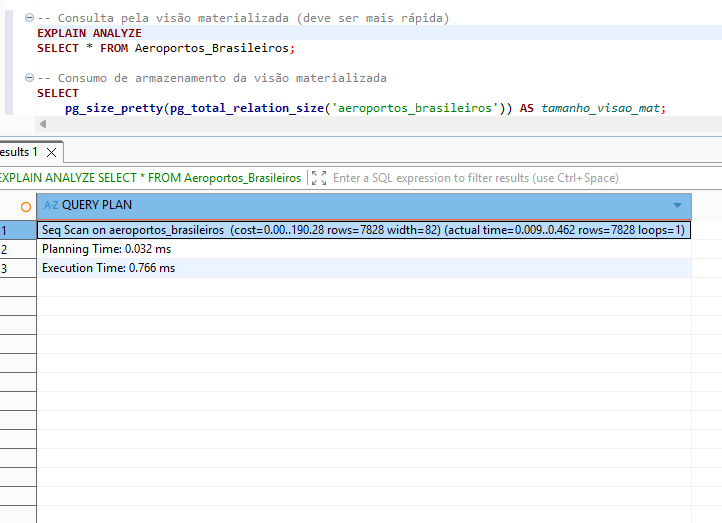 -- Consulta pela visão materializada (deve ser mais rápida)
EXPLAIN ANALYZE
SELECT * FROM Aeroportos_Brasileiros;
-- Consumo de armazenamento da visão materializada
SELECT
pg_size_pretty(pg_total_relation_size('aeroportos_brasileiros')) AS tamanho_visao_mat;
esults 1
EXPLAIN ANALYZE SELECT * FROM Aeroportos_Brasileiros Enter a SQL expression to filter results (use Ctrl+Space)
A-Z QUERY PLAN
1 Seq Scan on aeroportos_brasileiros (cost=0.00..190.28 rows=7828 width=82) (actual time=0.009..0.462 rows=7828 loops=1)
2 Planning Time: 0.032 ms
3 Execution Time: 0.766 ms